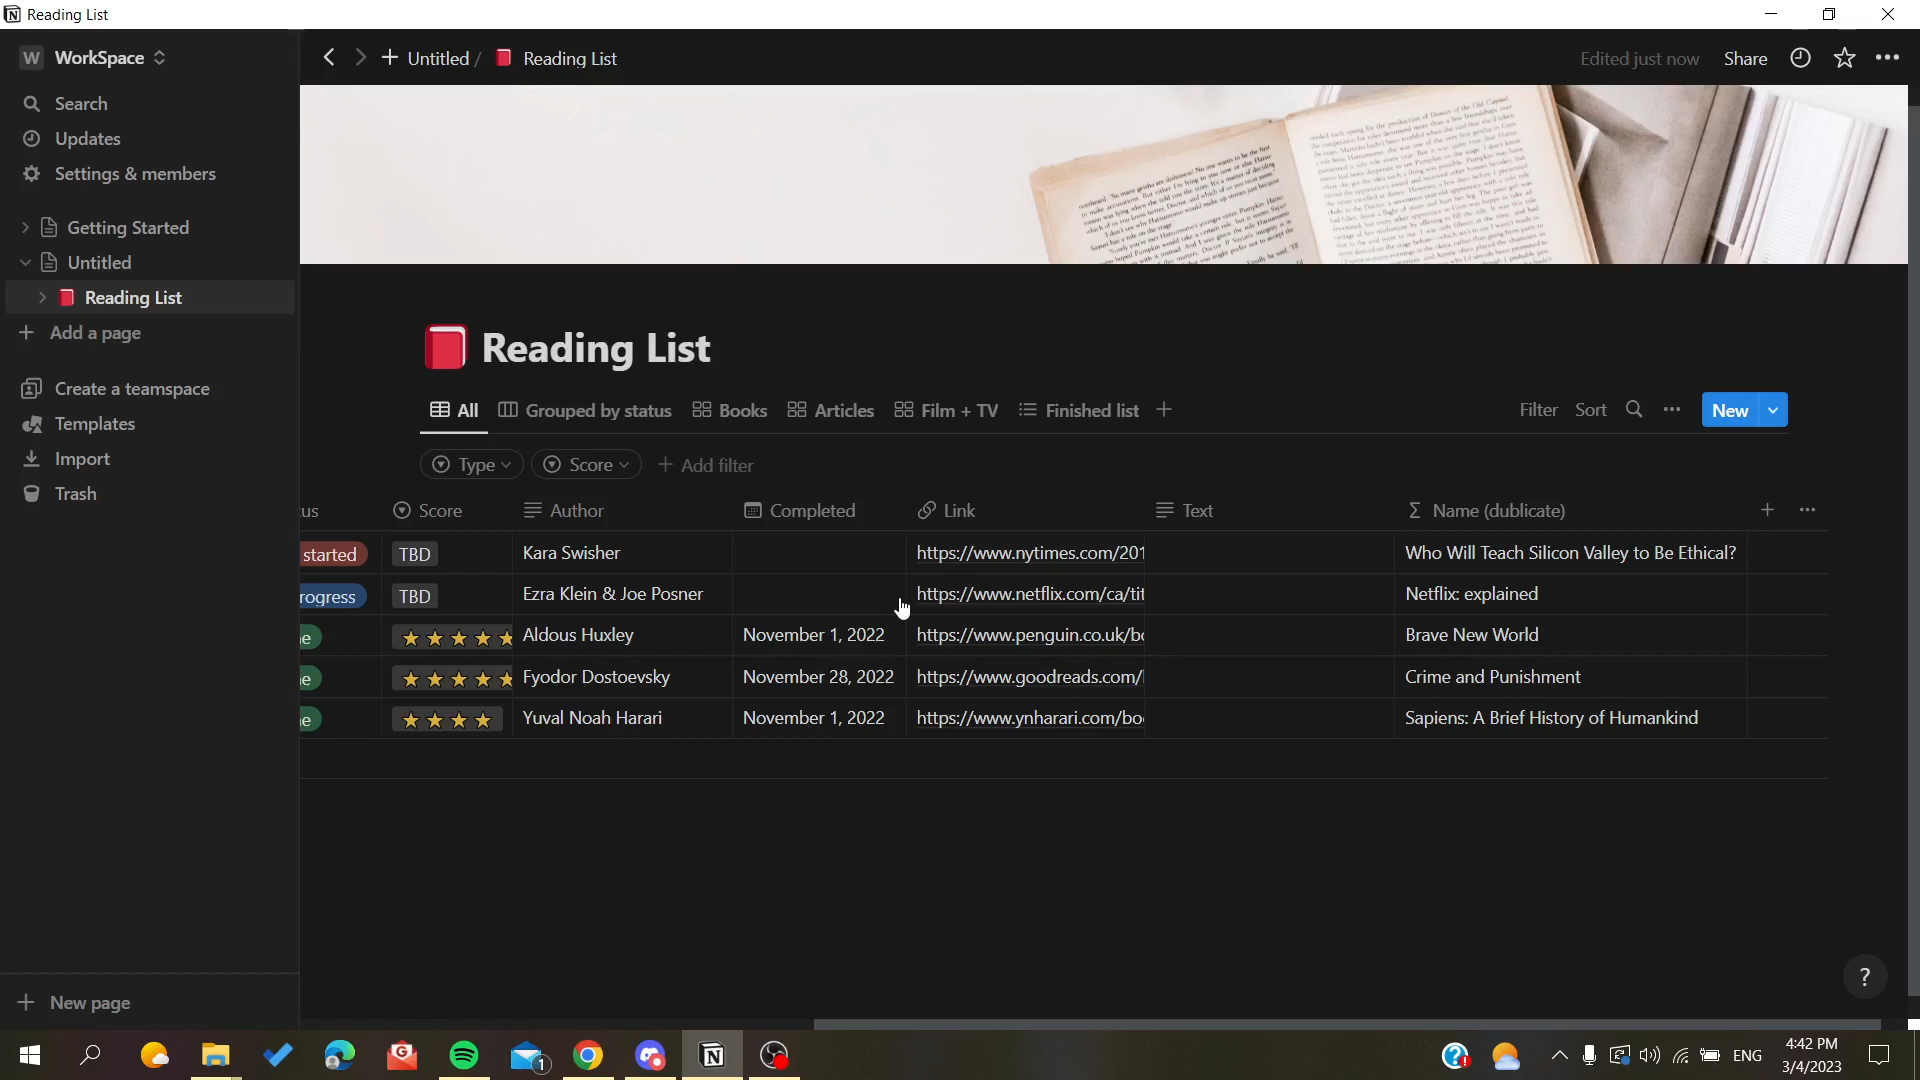 Reading List
W WorkSpace
Untitled / Reading List
Edited just now Share
Search
Updates
Settings & members
Getting Started
Untitled
Reading List
Add a page
Create a teamspace
Templates
Import
Trash
New page
Reading List
All Grouped by status Books Articles Film + TV Finished list
Filter Sort New
Type Score Add filter
us Score Author Completed Link Text Name (dublicate)
started TBD Kara Swisher https://www.nytimes.com/201 Who Will Teach Silicon Valley to Be Ethical?
rogress TBD Ezra Klein & Joe Posner https://www.netflix.com/ca/tit Netflix: explained
e Aldous Huxley November 1, 2022 https://www.penguin.co.uk/bo Brave New World
e Fyodor Dostoevsky November 28, 2022 https://www.goodreads.com/ Crime and Punishment
e Yuval Noah Harari November 1, 2022 https://www.ynharari.com/bo Sapiens: A Brief History of Humankind
?
1
ENG
4:42 PM
3/4/2023